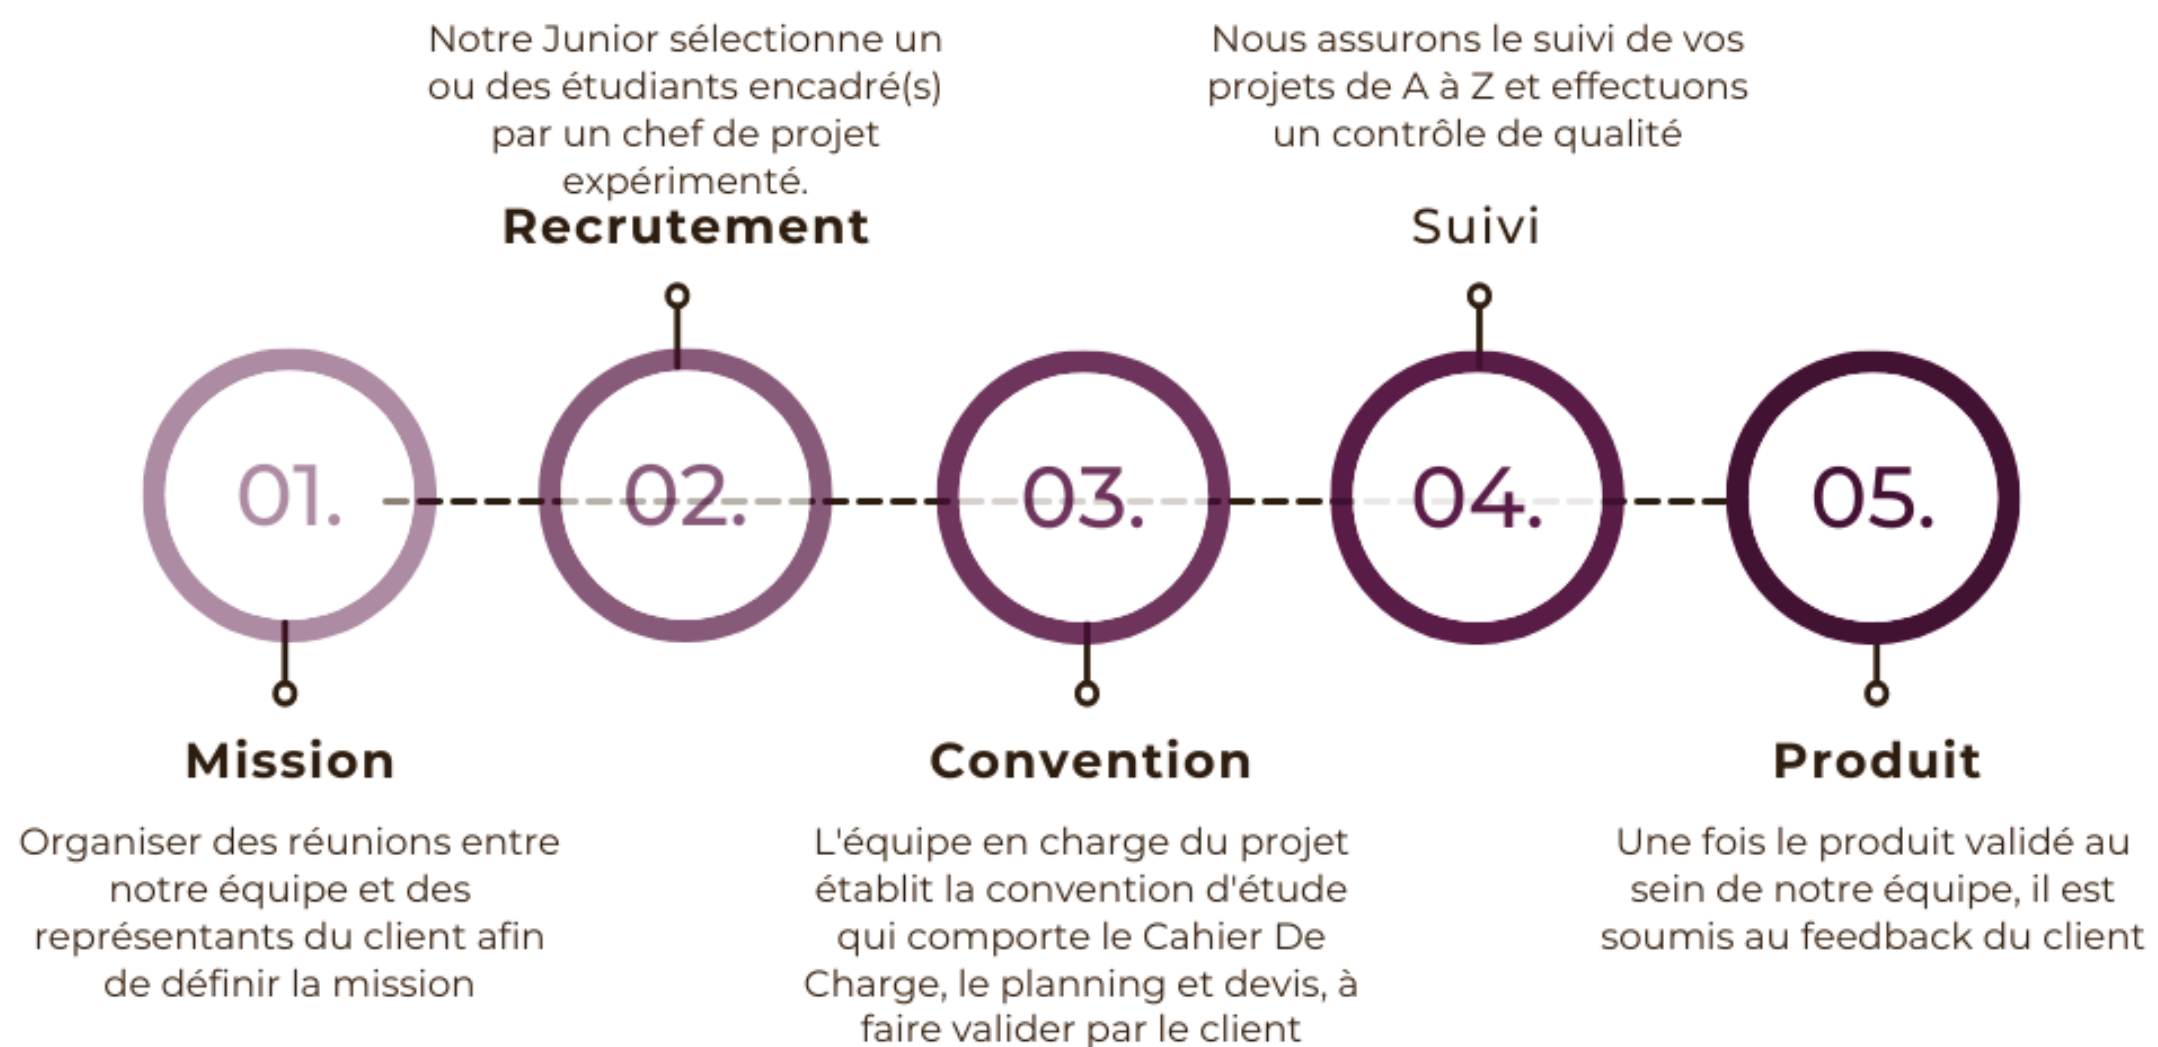 Notre Junior sélectionne un
ou des étudiants encadré(s)
par un chef de projet
expérimenté.
Recrutement
Nous assurons le suivi de vos
projets de A à Z et effectuons
un contrôle de qualité
Suivi
01.
02.
03.
04.
05.
Mission
Organiser des réunions entre
notre équipe et des
représentants du client afin
de définir la mission
Convention
L'équipe en charge du projet
établit la convention d'étude
qui comporte le Cahier De
Charge, le planning et devis, à
faire valider par le client
Produit
Une fois le produit validé au
sein de notre équipe, il est
soumis au feedback du client